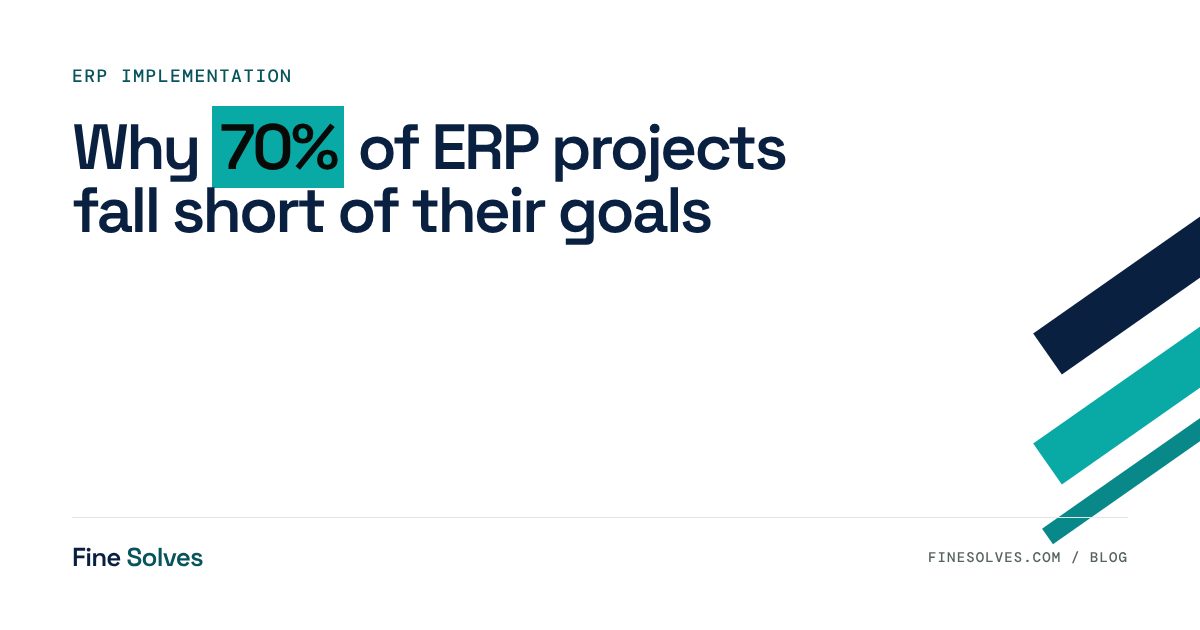 ERP IMPLEMENTATION
Why 70% of ERP projects
fall short of their goals
Fine Solves
FINESOLVES.COM / BLOG